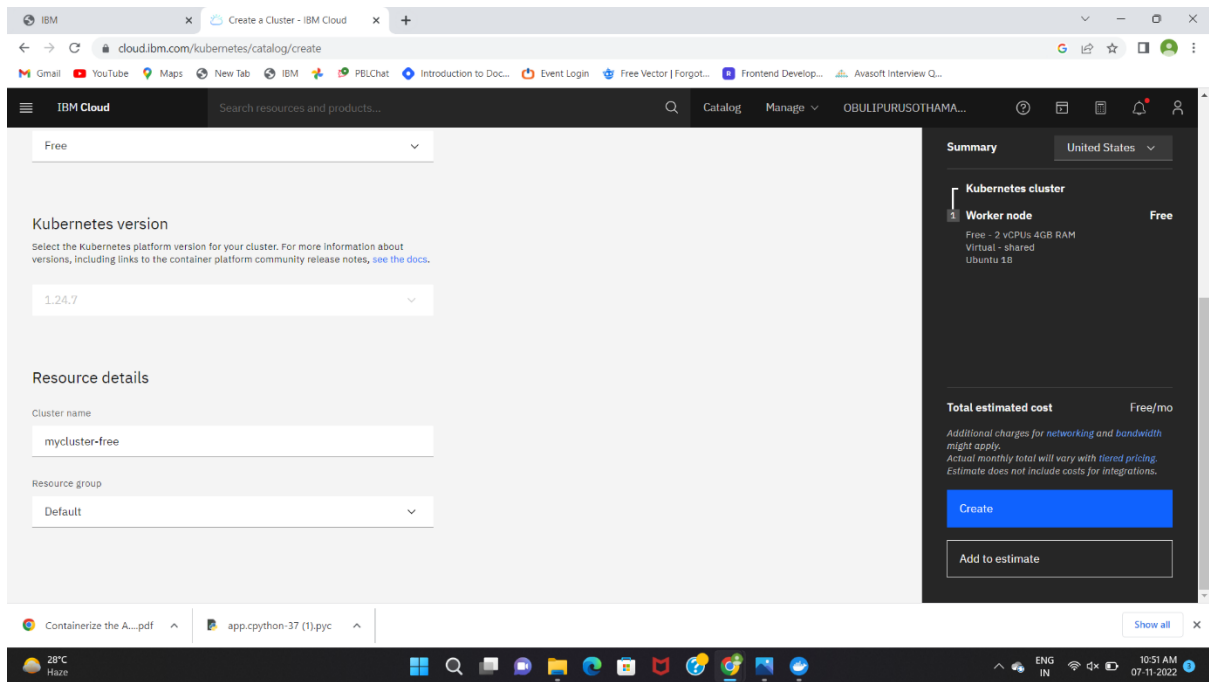 IBM
Create a Cluster - IBM Cloud
cloud.ibm.com/kubernetes/catalog/create
Gmail
YouTube
Maps
New Tab
IBM
PBLChat
Introduction to Doc...
Event Login
Free Vector | Forgot...
Frontend Develop...
Avasoft Interview Q...
IBM Cloud
Search resources and products...
Catalog
Manage
OBULIPURUSOTHAMA...
Free
Kubernetes version
Select the Kubernetes platform version for your cluster. For more information about
versions, including links to the container platform community release notes, see the docs.
1.24.7
Resource details
Cluster name
mycluster-free
Resource group
Default
Summary
United States
Kubernetes cluster
1 Worker node Free
Free - 2 vCPUs 4GB RAM
Virtual - shared
Ubuntu 18
Total estimated cost Free/mo
Additional charges for networking and bandwidth
might apply.
Actual monthly total will vary with tiered pricing.
Estimate does not include costs for integrations.
Create
Add to estimate
Containerize the A....pdf
app.cpython-37 (1).pyc
Show all
28°C
Haze
ENG
IN
10:51 AM
07-11-2022
3